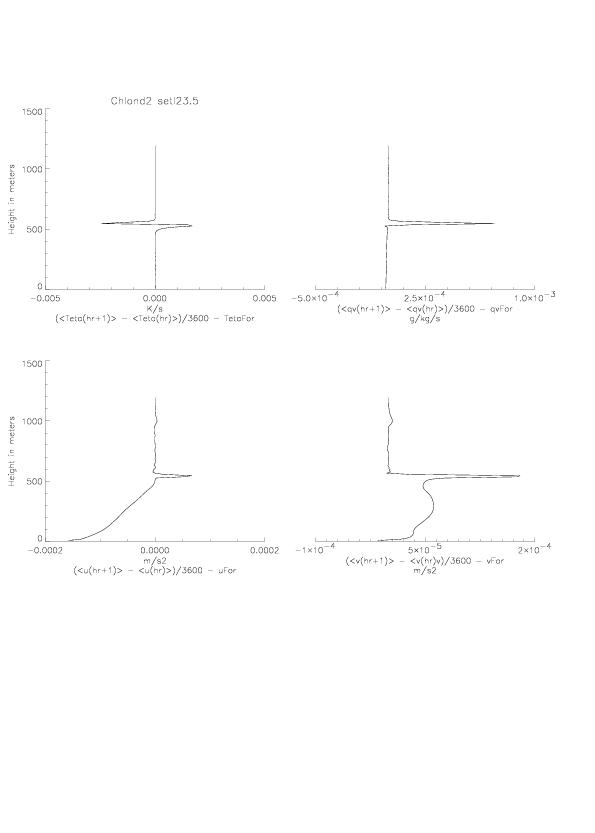 Chland2 seti23.5
1500
1000
500
0
Height in meters
-0.005 0.000 0.005
K/s
(<Teta(hr+1)> - <Teta(hr)>)/3600 - TetaFor
-5.0×10⁻⁴ 2.5×10⁻⁴ 1.0×10⁻³
(<qv(hr+1)> - <qv(hr)>)/3600 - qvFor
g/kg/s
1500
1000
500
0
Height in meters
-0.0002 0.0000 0.0002
m/s2
(<u(hr+1)> - <u(hr)>)/3600 - uFor
-1×10⁻⁴ 5×10⁻⁵ 2×10⁻⁴
(<v(hr+1)> - <v(hr)v)/3600 - vFor
m/s2